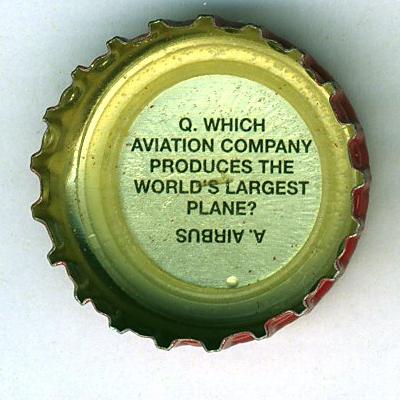 Q. WHICH
AVIATION COMPANY
PRODUCES THE
WORLD'S LARGEST
PLANE?
A. AIRBUS